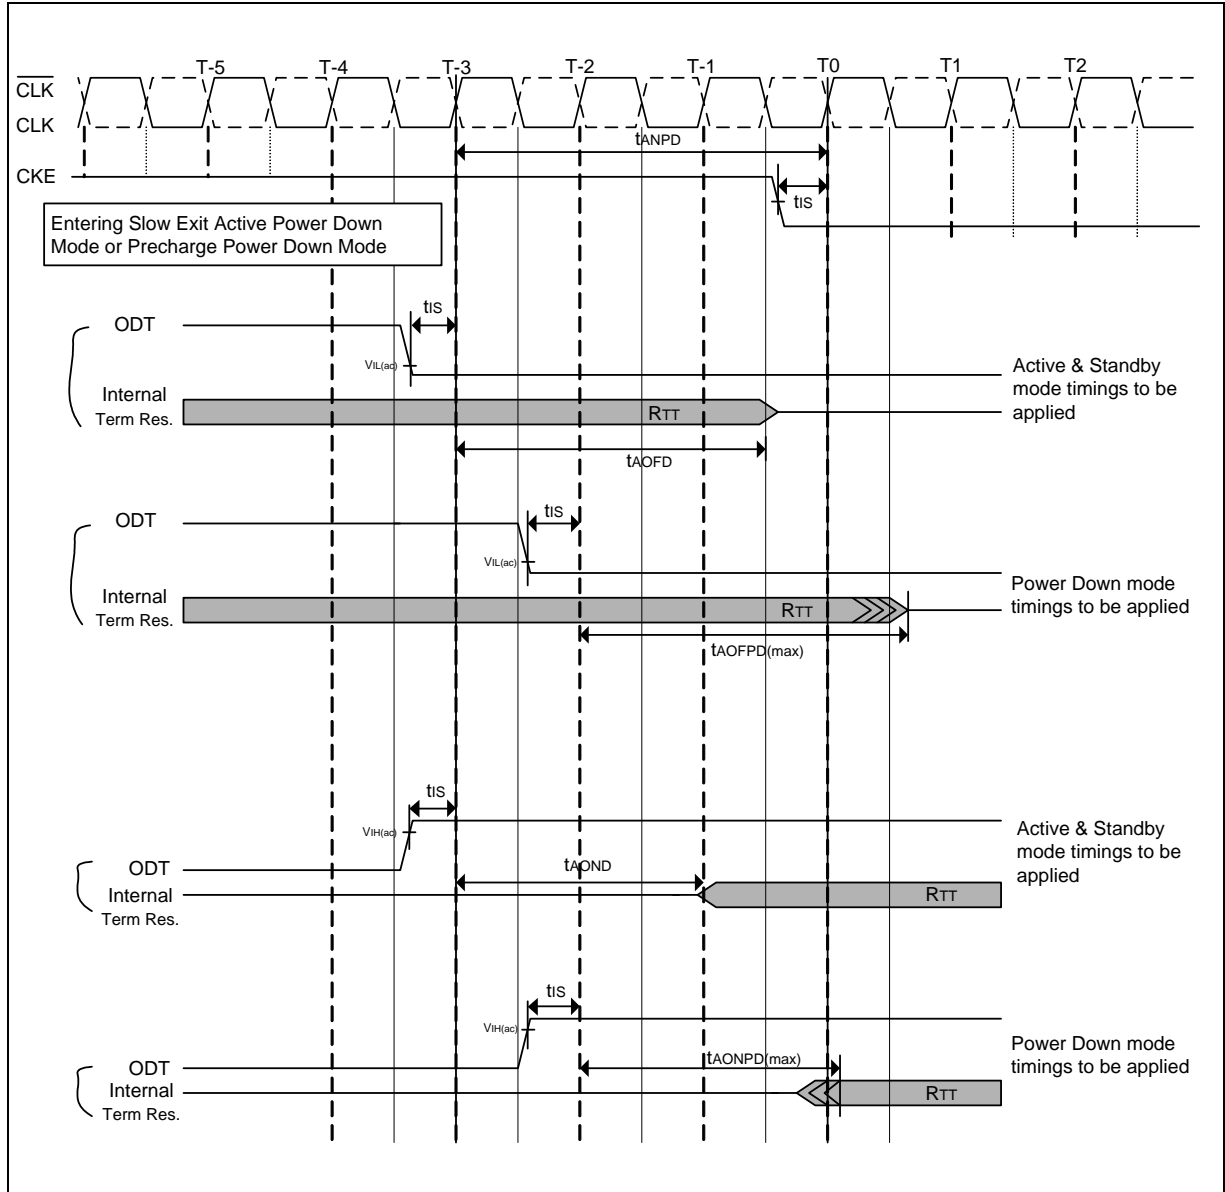 T-5 T-4 T-3 T-2 T-1 T0 T1 T2
CLK
CLK
tANPD
CKE
tIS
Entering Slow Exit Active Power Down
Mode or Precharge Power Down Mode
tIS
ODT
VIL(ac)
Active & Standby
mode timings to be
applied
Internal
Term Res.
RTT
tAOFD
ODT
tIS
VIL(ac)
Power Down mode
timings to be applied
Internal
Term Res.
RTT
tAOFPD(max)
tIS
VIH(ac)
Active & Standby
mode timings to be
applied
ODT
tAOND
Internal
Term Res.
RTT
tIS
VIH(ac)
Power Down mode
timings to be applied
ODT
tAONPD(max)
Internal
Term Res.
RTT